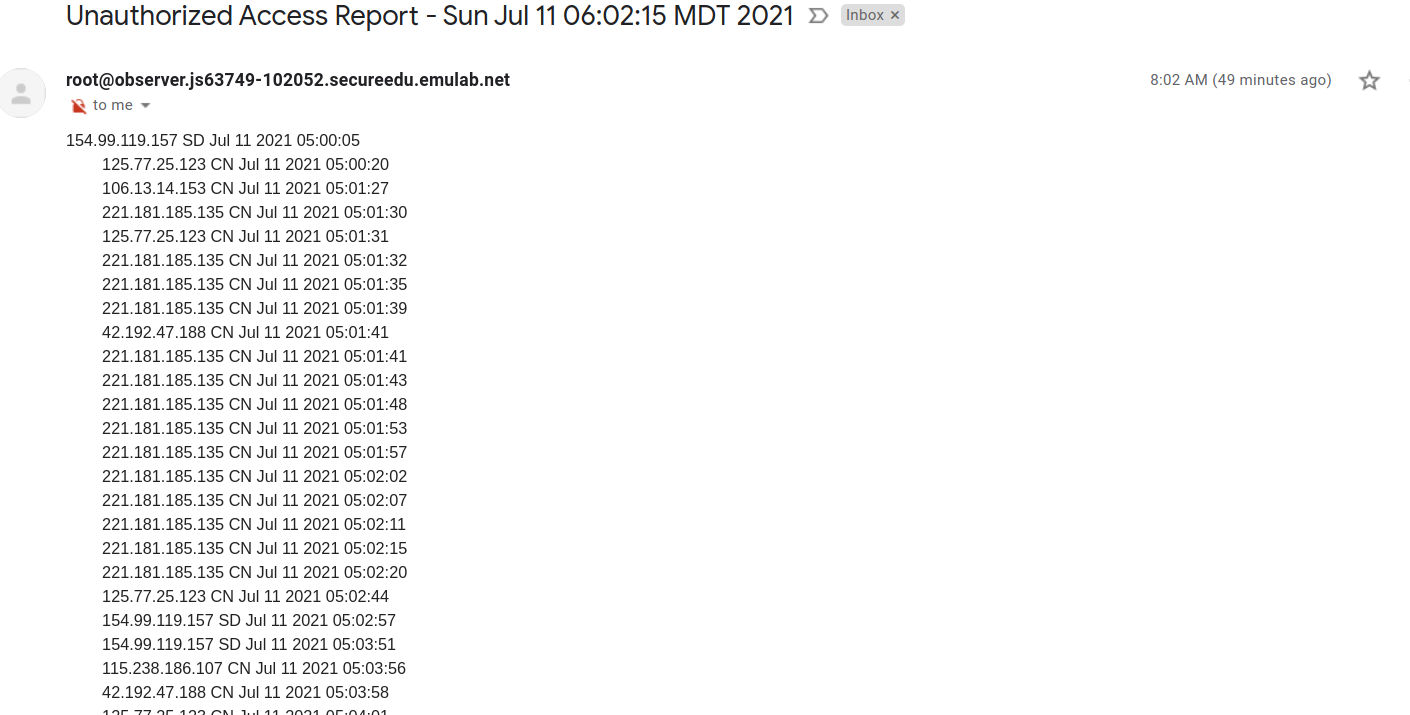 Unauthorized Access Report - Sun Jul 11 06:02:15 MDT 2021 Inbox ×
root@observer.js63749-102052.secureedu.emulab.net 8:02 AM (49 minutes ago)
to me
154.99.119.157 SD Jul 11 2021 05:00:05
125.77.25.123 CN Jul 11 2021 05:00:20
106.13.14.153 CN Jul 11 2021 05:01:27
221.181.185.135 CN Jul 11 2021 05:01:30
125.77.25.123 CN Jul 11 2021 05:01:31
221.181.185.135 CN Jul 11 2021 05:01:32
221.181.185.135 CN Jul 11 2021 05:01:35
221.181.185.135 CN Jul 11 2021 05:01:39
42.192.47.188 CN Jul 11 2021 05:01:41
221.181.185.135 CN Jul 11 2021 05:01:41
221.181.185.135 CN Jul 11 2021 05:01:43
221.181.185.135 CN Jul 11 2021 05:01:48
221.181.185.135 CN Jul 11 2021 05:01:53
221.181.185.135 CN Jul 11 2021 05:01:57
221.181.185.135 CN Jul 11 2021 05:02:02
221.181.185.135 CN Jul 11 2021 05:02:07
221.181.185.135 CN Jul 11 2021 05:02:11
221.181.185.135 CN Jul 11 2021 05:02:15
221.181.185.135 CN Jul 11 2021 05:02:20
125.77.25.123 CN Jul 11 2021 05:02:44
154.99.119.157 SD Jul 11 2021 05:02:57
154.99.119.157 SD Jul 11 2021 05:03:51
115.238.186.107 CN Jul 11 2021 05:03:56
42.192.47.188 CN Jul 11 2021 05:03:58
125.77.25.123 CN Jul 11 2021 05:04:01